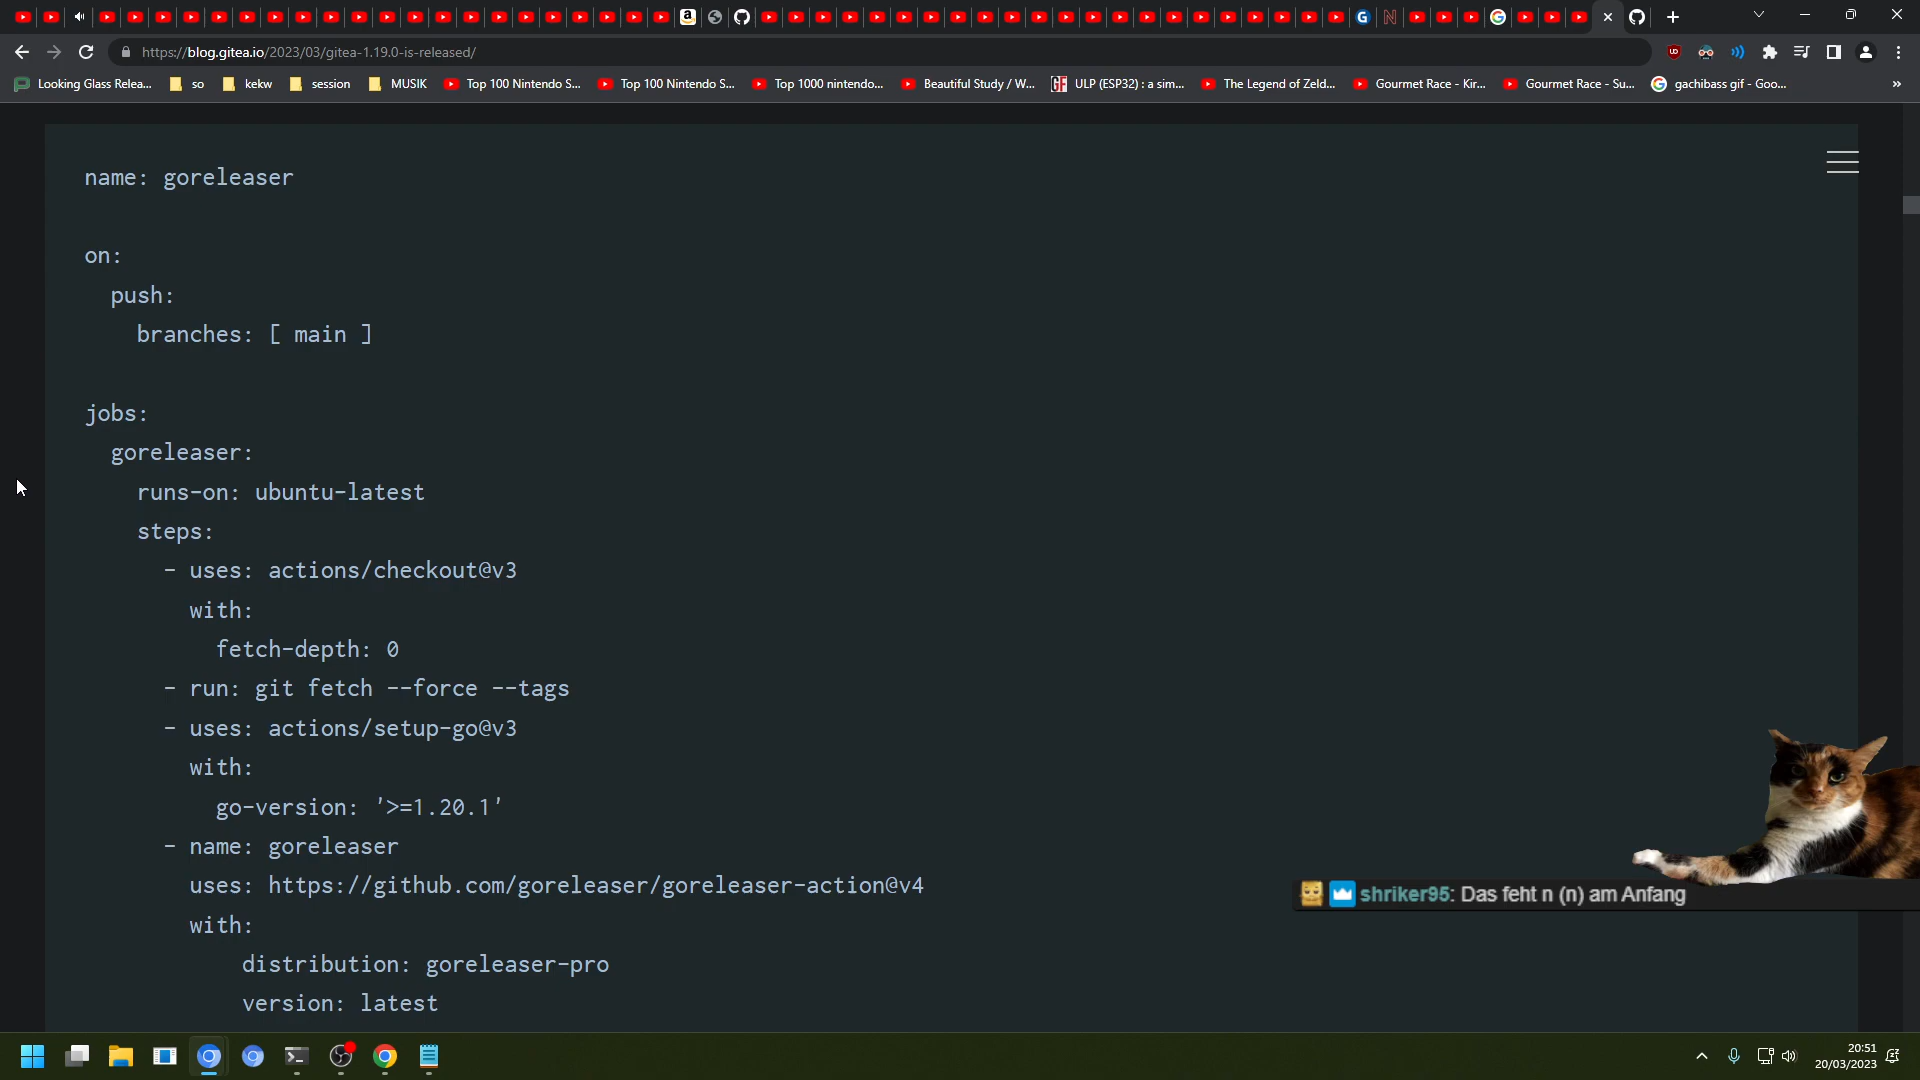 https://blog.gitea.io/2023/03/gitea-1.19.0-is-released/
Looking Glass Relea...
so
kekw
session
MUSIK
Top 100 Nintendo S...
Top 100 Nintendo S...
Top 1000 nintendo...
Beautiful Study / W...
ULP (ESP32) : a sim...
The Legend of Zeld...
Gourmet Race - Kir...
Gourmet Race - Su...
gachibass gif - Goo...
»
name: goreleaser
on:
push:
branches: [ main ]
jobs:
goreleaser:
runs-on: ubuntu-latest
steps:
- uses: actions/checkout@v3
with:
fetch-depth: 0
- run: git fetch --force --tags
- uses: actions/setup-go@v3
with:
go-version: '>=1.20.1'
- name: goreleaser
uses: https://github.com/goreleaser/goreleaser-action@v4
with:
distribution: goreleaser-pro
version: latest
shriker95: Das feht n (n) am Anfang
20:51
20/03/2023